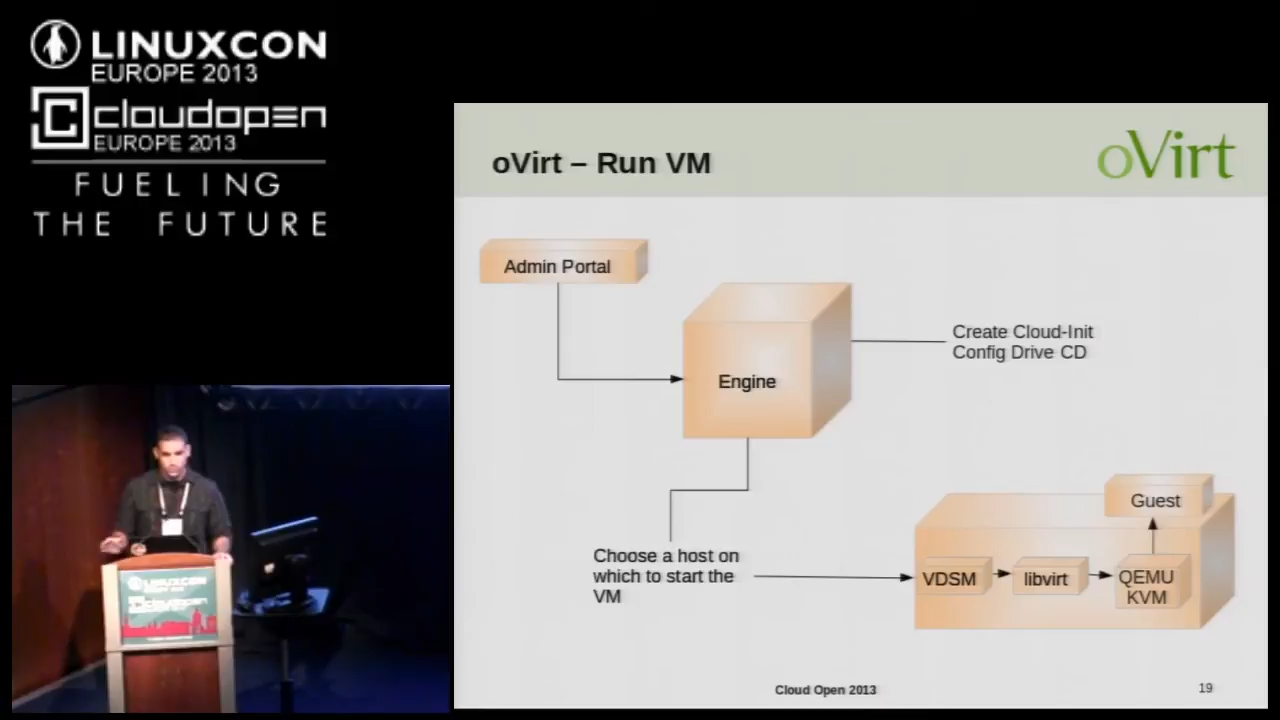 LINUXCON
EUROPE 2013
cloudopen
EUROPE 2013
FUELING
THE FUTURE
oVirt – Run VM
oVirt
Admin Portal
Engine
Create Cloud-Init
Config Drive CD
Choose a host on
which to start the
VM
VDSM
libvirt
QEMU
KVM
Guest
Cloud Open 2013
19
LINUXCON
cloudopen